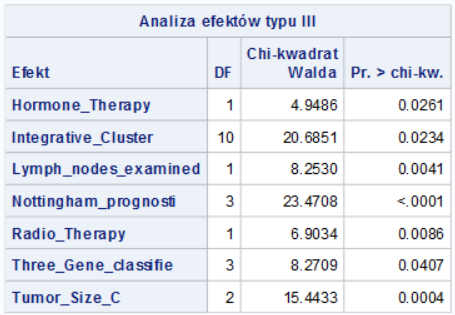 Analiza efektów typu III
Efekt DF Chi-kwadrat Walda Pr. > chi-kw.
Hormone_Therapy 1 4.9486 0.0261
Integrative_Cluster 10 20.6851 0.0234
Lymph_nodes_examined 1 8.2530 0.0041
Nottingham_prognosti 3 23.4708 <.0001
Radio_Therapy 1 6.9034 0.0086
Three_Gene_classifie 3 8.2709 0.0407
Tumor_Size_C 2 15.4433 0.0004